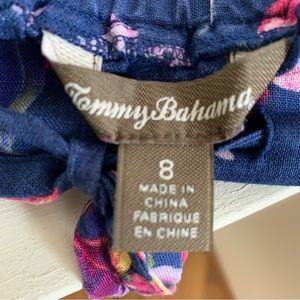 Tommy Bahama
8
MADE IN
CHINA
FABRIQUE
EN CHINE